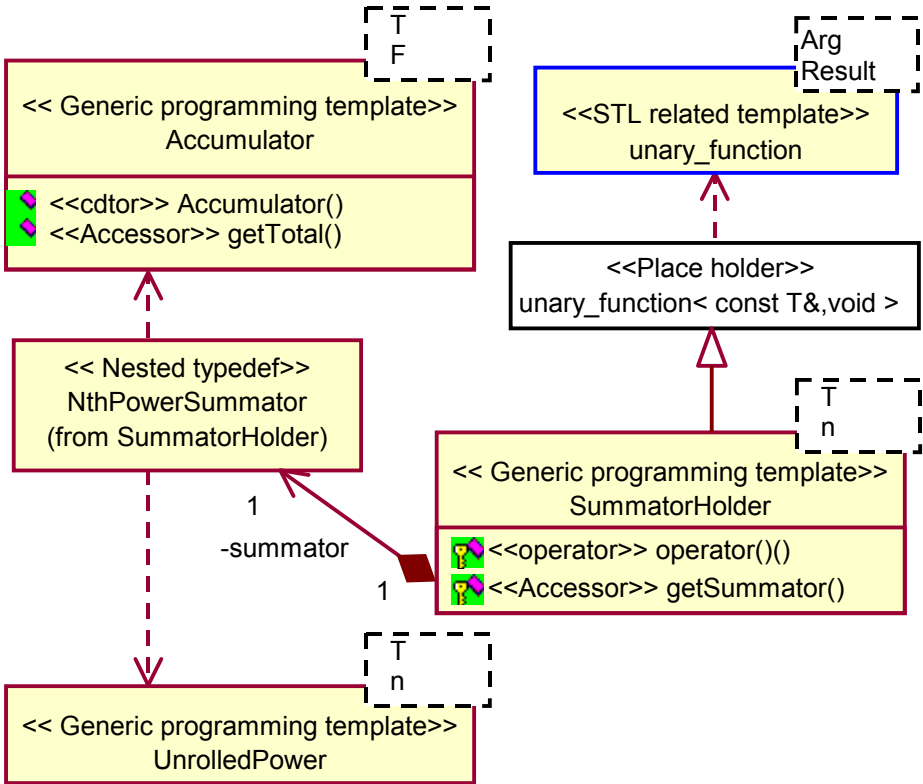 T
F
<< Generic programming template>>
Accumulator
<<cdtor>> Accumulator()
<<Accessor>> getTotal()
Arg
Result
<<STL related template>>
unary_function
<<Place holder>>
unary_function< const T&,void >
<< Nested typedef>>
NthPowerSummator
(from SummatorHolder)
T
n
<< Generic programming template>>
SummatorHolder
<<operator>> operator()()
<<Accessor>> getSummator()
1
-summator
1
T
n
<< Generic programming template>>
UnrolledPower